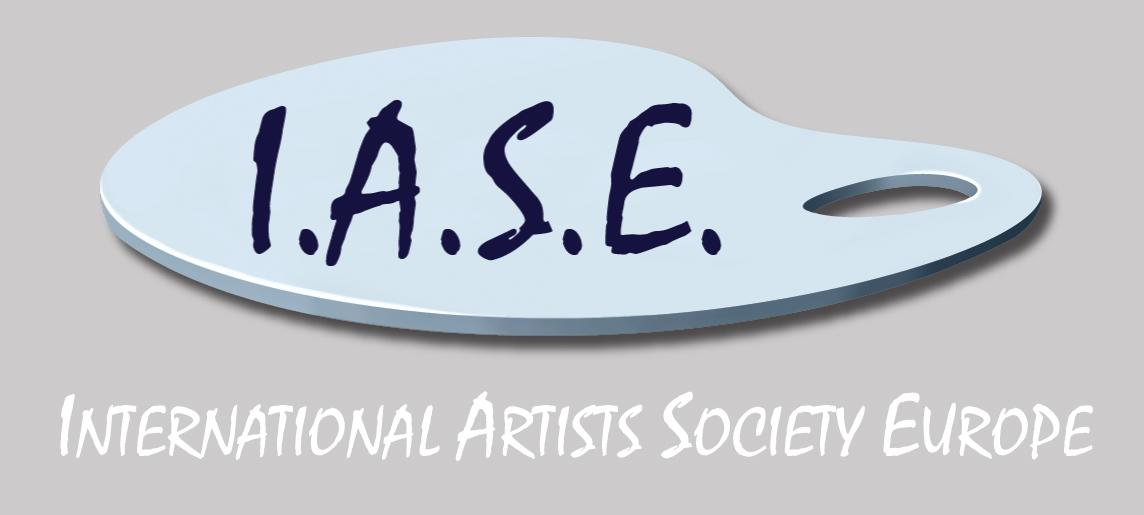 I.A.S.E.
INTERNATIONAL ARTISTS SOCIETY EUROPE